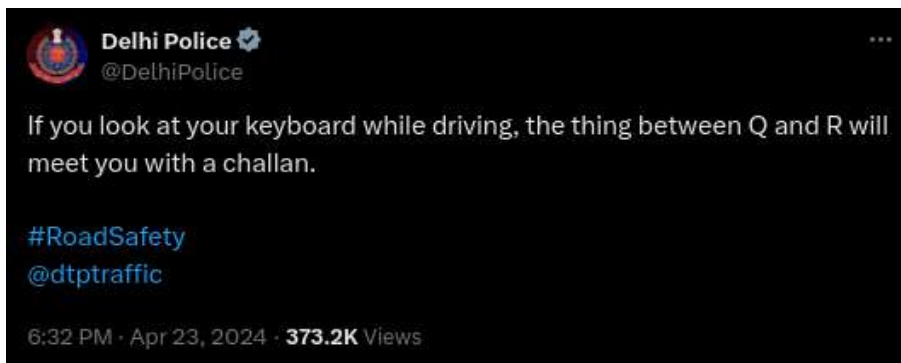 Delhi Police
@DelhiPolice
If you look at your keyboard while driving, the thing between Q and R will
meet you with a challan.
#RoadSafety
@dtptraffic
6:32 PM · Apr 23, 2024 · 373.2K Views